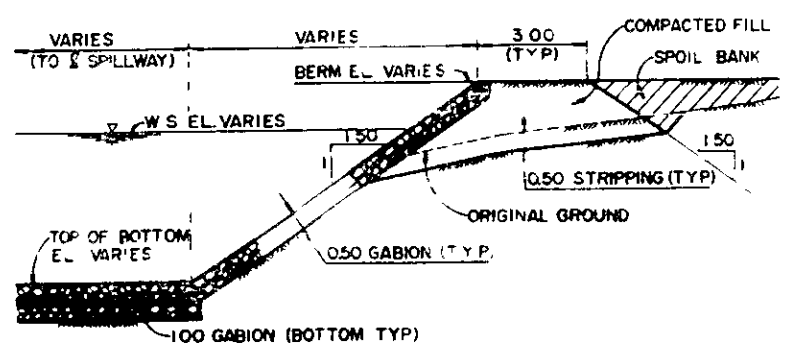 VARIES
(TO ℄ SPILLWAY)
VARIES
3.00
(TYP)
COMPACTED FILL
SPOIL BANK
BERM EL VARIES
W S EL. VARIES
1.50
1
1.50
1
0.50 STRIPPING (TYP)
ORIGINAL GROUND
TOP OF BOTTOM
EL VARIES
0.50 GABION (TYP)
1.00 GABION (BOTTOM TYP)